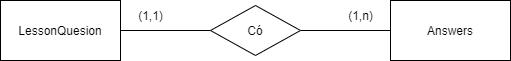 LessonQuesion
(1,1)
Có
(1,n)
Answers